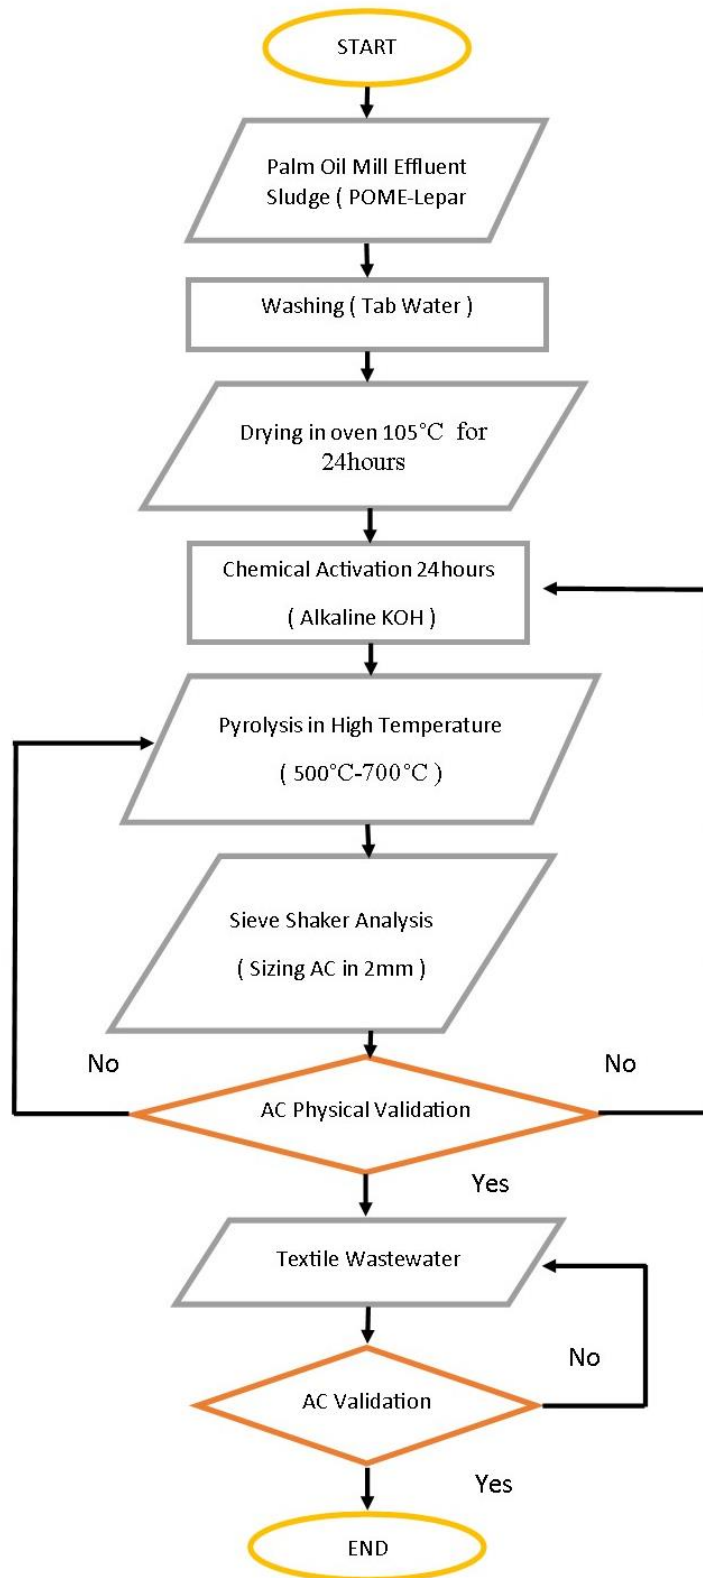 START
Palm Oil Mill Effluent
Sludge ( POME-Lepar
Washing ( Tab Water )
Drying in oven 105°C for
24hours
Chemical Activation 24hours
( Alkaline KOH )
Pyrolysis in High Temperature
( 500°C-700°C )
Sieve Shaker Analysis
( Sizing AC in 2mm )
No
No
AC Physical Validation
Yes
Textile Wastewater
No
AC Validation
Yes
END